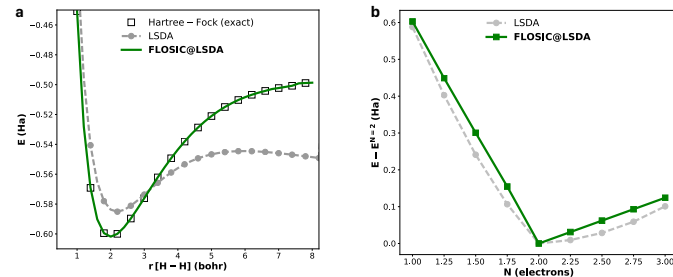 a
Hartree – Fock (exact)
LSDA
FLOSIC@LSDA
E (Ha)
−0.46
−0.48
−0.50
−0.52
−0.54
−0.56
−0.58
−0.60
1 2 3 4 5 6 7 8
r [H − H] (bohr)
b
LSDA
FLOSIC@LSDA
E − E^{N=2} (Ha)
0.6
0.5
0.4
0.3
0.2
0.1
0.0
1.00 1.25 1.50 1.75 2.00 2.25 2.50 2.75 3.00
N (electrons)